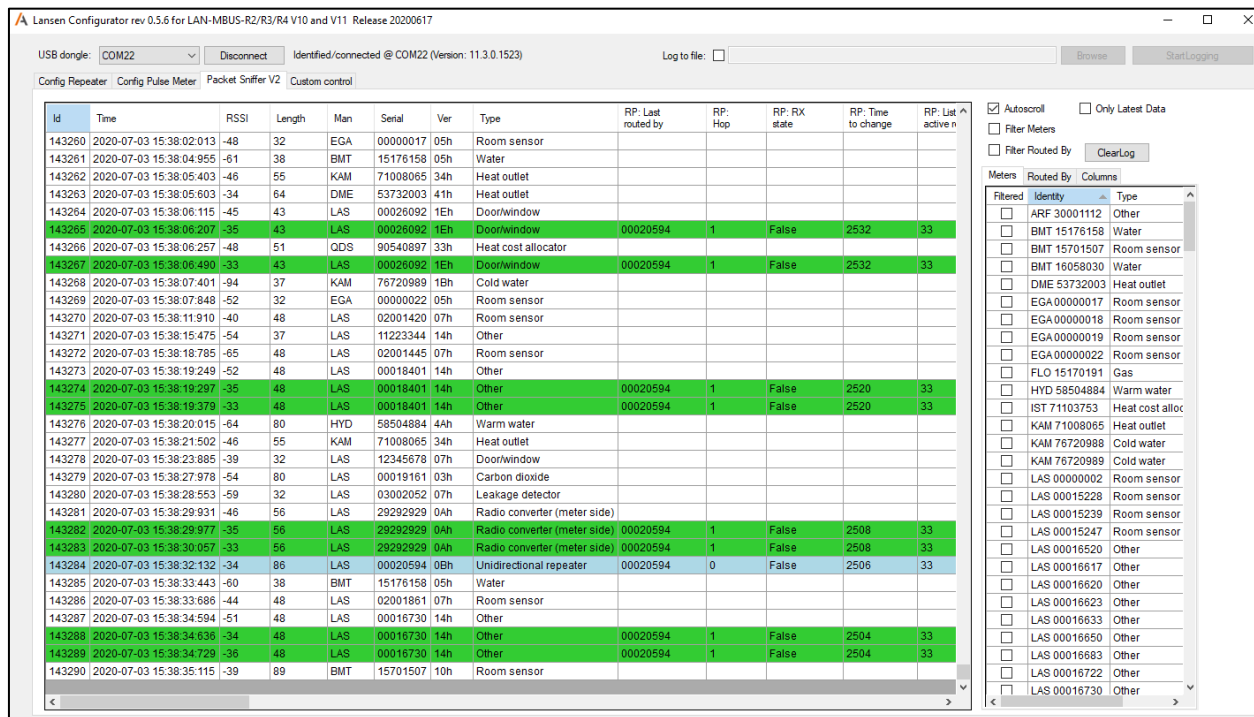 Lansen Configurator rev 0.5.6 for LAN-MBUS-R2/R3/R4 V10 and V11 Release 20200617
USB dongle: COM22 Disconnect Identified/connected @ COM22 (Version: 11.3.0.1523) Log to file: Browse StartLogging
Config Repeater Config Pulse Meter Packet Sniffer V2 Custom control
Id Time RSSI Length Man Serial Ver Type RP: Last routed by RP: Hop RP: RX state RP: Time to change RP: List active
143260 2020-07-03 15:38:02:013 -48 32 EGA 00000017 05h Room sensor
143261 2020-07-03 15:38:04:955 -61 38 BMT 15176158 05h Water
143262 2020-07-03 15:38:05:403 -46 55 KAM 71008065 34h Heat outlet
143263 2020-07-03 15:38:05:603 -34 64 DME 53732003 41h Heat outlet
143264 2020-07-03 15:38:06:115 -45 43 LAS 00026092 1Eh Door/window
143265 2020-07-03 15:38:06:207 -35 43 LAS 00026092 1Eh Door/window 00020594 1 False 2532 33
143266 2020-07-03 15:38:06:257 -48 51 QDS 90540897 33h Heat cost allocator
143267 2020-07-03 15:38:06:490 -33 43 LAS 00026092 1Eh Door/window 00020594 1 False 2532 33
143268 2020-07-03 15:38:07:401 -94 37 KAM 76720989 1Bh Cold water
143269 2020-07-03 15:38:07:848 -52 32 EGA 00000022 05h Room sensor
143270 2020-07-03 15:38:11:910 -40 48 LAS 02001420 07h Room sensor
143271 2020-07-03 15:38:15:475 -54 37 LAS 11223344 14h Other
143272 2020-07-03 15:38:18:785 -65 48 LAS 02001445 07h Room sensor
143273 2020-07-03 15:38:19:249 -52 48 LAS 00018401 14h Other
143274 2020-07-03 15:38:19:297 -35 48 LAS 00018401 14h Other 00020594 1 False 2520 33
143275 2020-07-03 15:38:19:379 -33 48 LAS 00018401 14h Other 00020594 1 False 2520 33
143276 2020-07-03 15:38:20:015 -64 80 HYD 58504884 4Ah Warm water
143277 2020-07-03 15:38:21:502 -46 55 KAM 71008065 34h Heat outlet
143278 2020-07-03 15:38:23:885 -39 32 LAS 12345678 07h Door/window
143279 2020-07-03 15:38:27:978 -54 80 LAS 00019161 03h Carbon dioxide
143280 2020-07-03 15:38:28:553 -59 32 LAS 03002052 07h Leakage detector
143281 2020-07-03 15:38:29:931 -46 56 LAS 29292929 0Ah Radio converter (meter side)
143282 2020-07-03 15:38:29:977 -35 56 LAS 29292929 0Ah Radio converter (meter side) 00020594 1 False 2508 33
143283 2020-07-03 15:38:30:057 -33 56 LAS 29292929 0Ah Radio converter (meter side) 00020594 1 False 2508 33
143284 2020-07-03 15:38:32:132 -34 86 LAS 00020594 0Bh Unidirectional repeater 00020594 0 False 2506 33
143285 2020-07-03 15:38:33:443 -60 38 BMT 15176158 05h Water
143286 2020-07-03 15:38:33:686 -44 48 LAS 02001861 07h Room sensor
143287 2020-07-03 15:38:34:594 -51 48 LAS 00016730 14h Other
143288 2020-07-03 15:38:34:636 -34 48 LAS 00016730 14h Other 00020594 1 False 2504 33
143289 2020-07-03 15:38:34:729 -36 48 LAS 00016730 14h Other 00020594 1 False 2504 33
143290 2020-07-03 15:38:35:115 -39 89 BMT 15701507 10h Room sensor
Autoscroll Only Latest Data
Filter Meters
Filter Routed By ClearLog
Meters Routed By Columns
Filtered Identity Type
ARF 30001112 Other
BMT 15176158 Water
BMT 15701507 Room sensor
BMT 16058030 Water
DME 53732003 Heat outlet
EGA 00000017 Room sensor
EGA 00000018 Room sensor
EGA 00000019 Room sensor
EGA 00000022 Room sensor
FLO 15170191 Gas
HYD 58504884 Warm water
IST 71103753 Heat cost alloc
KAM 71008065 Heat outlet
KAM 76720988 Cold water
KAM 76720989 Cold water
LAS 00000002 Room sensor
LAS 00015228 Room sensor
LAS 00015239 Room sensor
LAS 00015247 Room sensor
LAS 00016520 Other
LAS 00016617 Other
LAS 00016620 Other
LAS 00016623 Other
LAS 00016633 Other
LAS 00016650 Other
LAS 00016683 Other
LAS 00016722 Other
LAS 00016730 Other